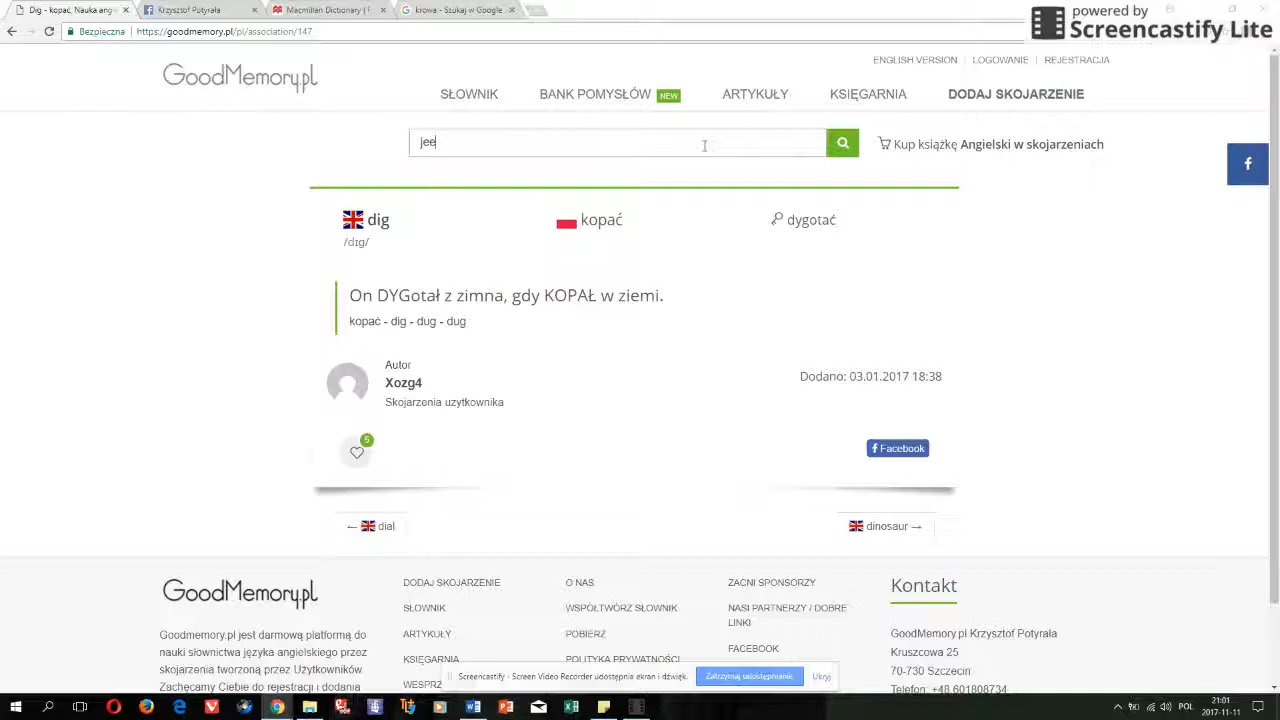 Dig - kopać, Nauka ang
Krzysztof Potyrała
Macmillan Dictionary | F
krowa - Szukaj w Google
powered by
Screencastify Lite
Bezpieczna
https://goodmemory.pl/pl/association/147
ENGLISH VERSION | LOGOWANIE | REJESTRACJA
GoodMemory.pl
SŁOWNIK
BANK POMYSŁÓW NEW
ARTYKUŁY
KSIĘGARNIA
DODAJ SKOJARZENIE
jee
Kup książkę Angielski w skojarzeniach
dig
kopać
dygotać
/dɪg/
On DYGotał z zimna, gdy KOPAŁ w ziemi.
kopać - dig - dug - dug
Autor
Xozg4
Skojarzenia uzytkownika
Dodano: 03.01.2017 18:38
5
Facebook
← dial
dinosaur →
GoodMemory.pl
Goodmemory.pl jest darmową platformą do
nauki słownictwa języka angielskiego przez
skojarzenia tworzoną przez Użytkowników.
Zachęcamy Ciebie do rejestracji i dodania
DODAJ SKOJARZENIE
SŁOWNIK
ARTYKUŁY
KSIĘGARNIA
WESPRZ
O NAS
WSPÓŁTWÓRZ SŁOWNIK
POBIERZ
POLITYKA PRYWATNOŚCI
ZACNI SPONSORZY
NASI PARTNERZY / DOBRE
LINKI
FACEBOOK
Kontakt
GoodMemory.pl Krzysztof Potyrała
Kruszcowa 25
70-730 Szczecin
Telefon: +48 601808734
Screencastify - Screen Video Recorder udostępnia ekran i dźwięk.
Zatrzymaj udostępnianie
Ukryj
POL
21:01
2017-11-11